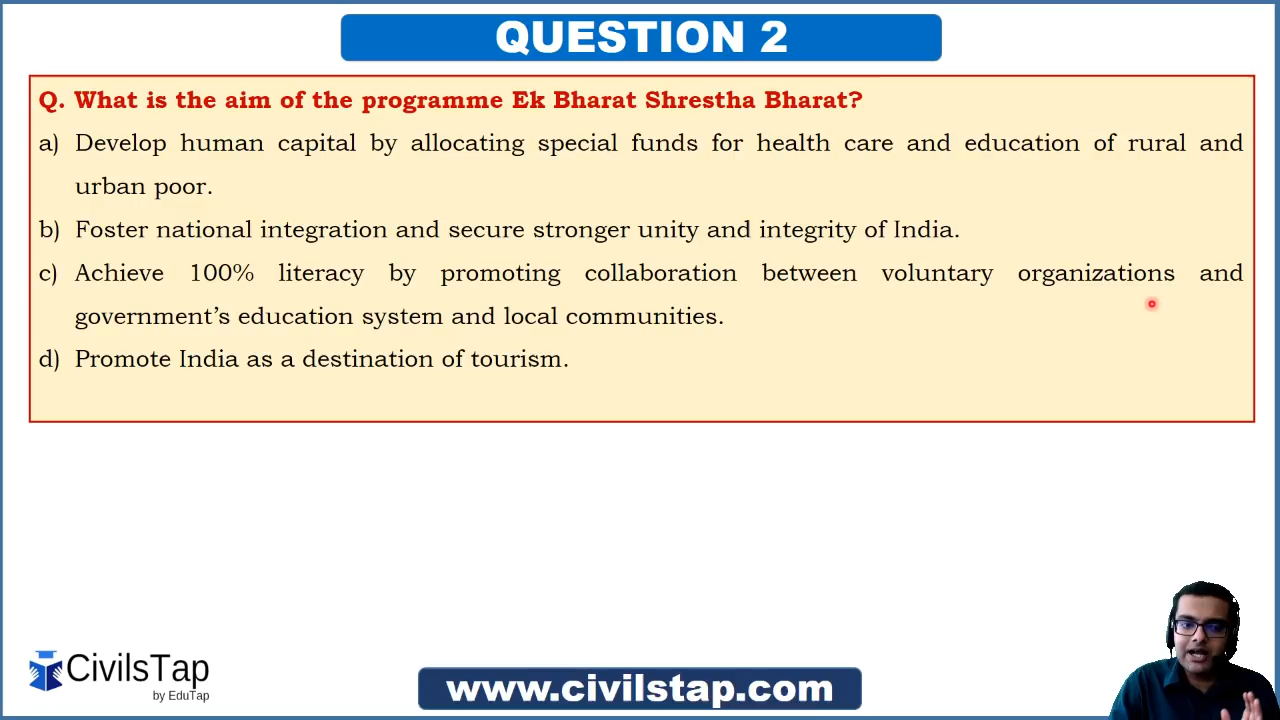 QUESTION 2
Q. What is the aim of the programme Ek Bharat Shrestha Bharat?
a) Develop human capital by allocating special funds for health care and education of rural and
urban poor.
b) Foster national integration and secure stronger unity and integrity of India.
c) Achieve 100% literacy by promoting collaboration between voluntary organizations and
government’s education system and local communities.
d) Promote India as a destination of tourism.
CivilsTap
by EduTap
www.civilstap.com